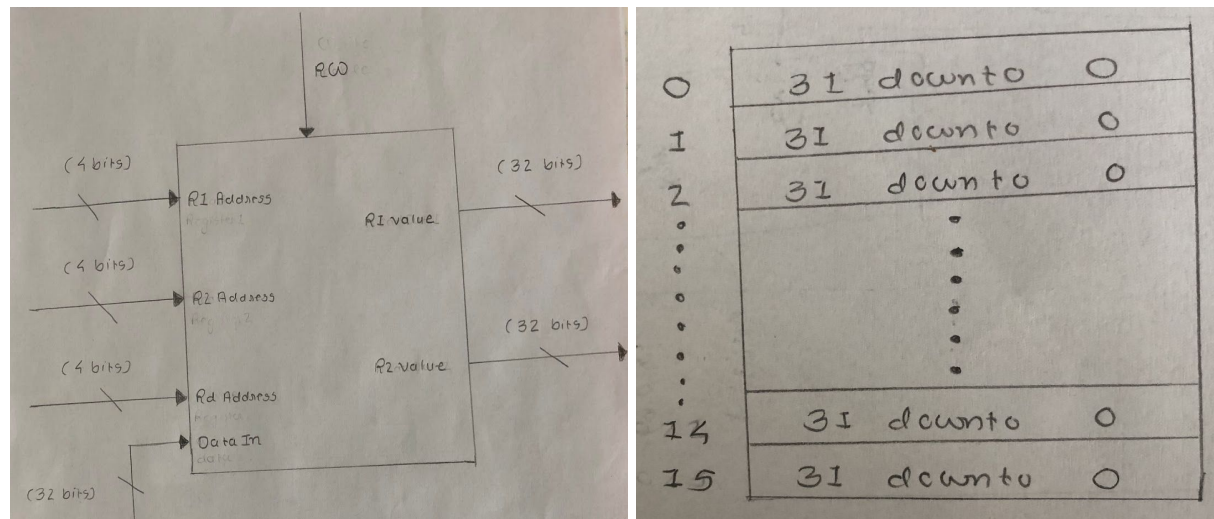 RW
(4 bits)
R1 Address
(32 bits)
R1 value
(4 bits)
R2 Address
(32 bits)
R2 value
(4 bits)
Rd Address
Data In
(32 bits)
0 31 downto 0
1 31 downto 0
2 31 downto 0
14 31 downto 0
15 31 downto 0